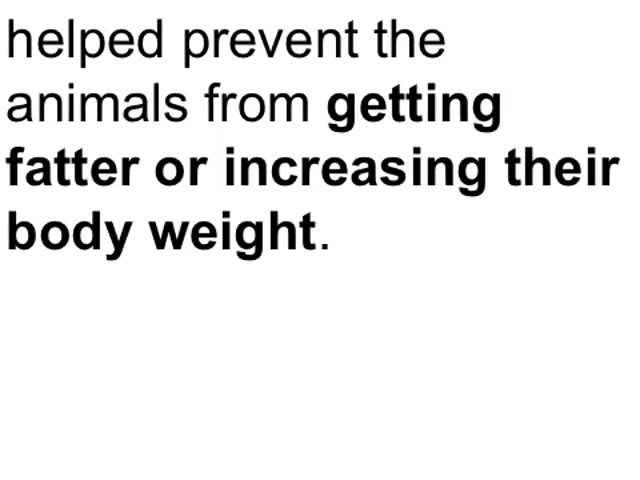 helped prevent the
animals from getting
fatter or increasing their
body weight.